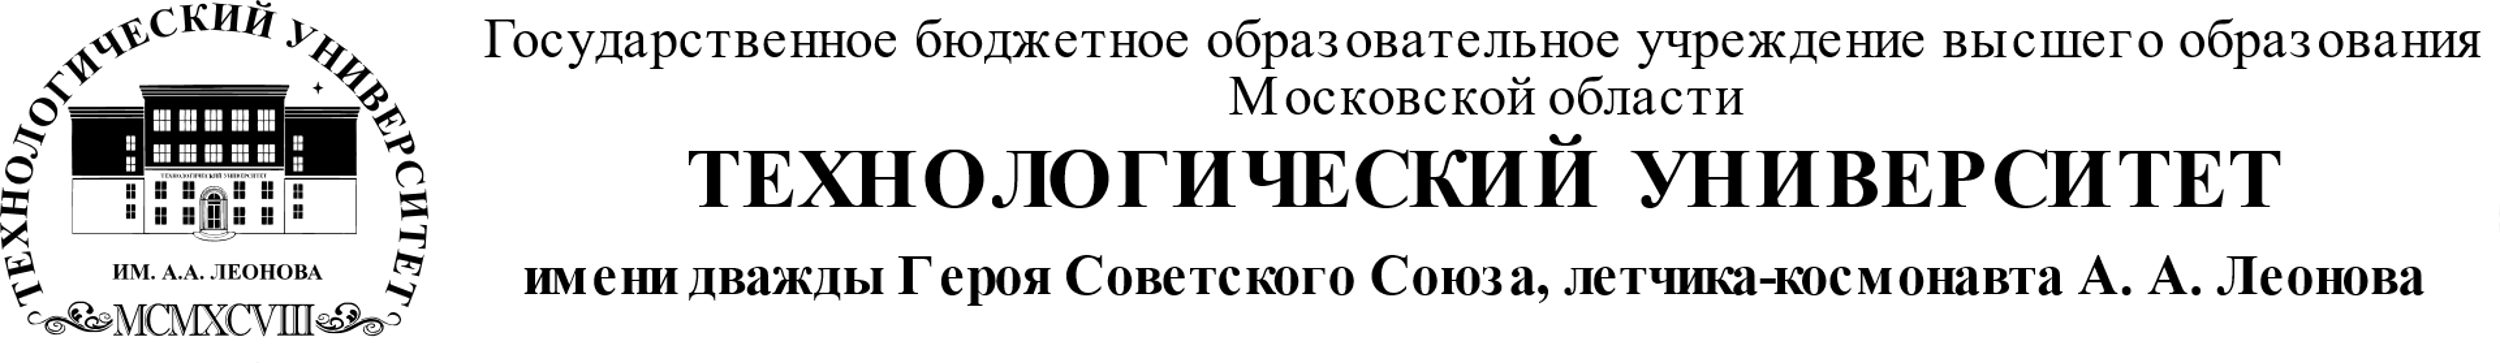 ТЕХНОЛОГИЧЕСКИЙ УНИВЕРСИТЕТ
ТЕХНОЛОГИЧЕСКИЙ УНИВЕРСИТЕТ
ИМ. А.А. ЛЕОНОВА
MCMXCVIII
Государственное бюджетное образовательное учреждение высшего образования
Московской области
ТЕХНОЛОГИЧЕСКИЙ УНИВЕРСИТЕТ
имени дважды Героя Советского Союза, летчика-космонавта А. А. Леонова